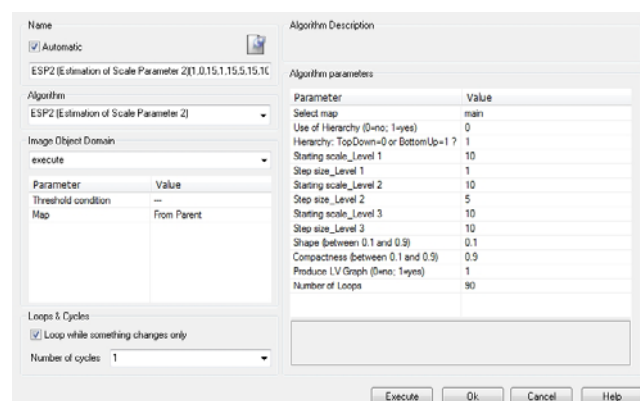 Name
Automatic
ESP2 (Estimation of Scale Parameter 2)(1,0,15,1,15,5,15,10
Algorithm
ESP2 (Estimation of Scale Parameter 2)
Image Object Domain
execute
Parameter Value
Threshold condition ---
Map From Parent
Loops & Cycles
Loop while something changes only
Number of cycles 1
Algorithm Description
Algorithm parameters
Parameter Value
Select map main
Use of Hierarchy (0=no; 1=yes) 0
Hierarchy: TopDown=0 or BottomUp=1 ? 1
Starting scale_Level 1 10
Step size_Level 1 1
Starting scale_Level 2 10
Step size_Level 2 5
Starting scale_Level 3 10
Step size_Level 3 10
Shape (between 0.1 and 0.9) 0.1
Compactness (between 0.1 and 0.9) 0.9
Produce LV Graph (0=no; 1=yes) 1
Number of Loops 90
Execute Ok Cancel Help